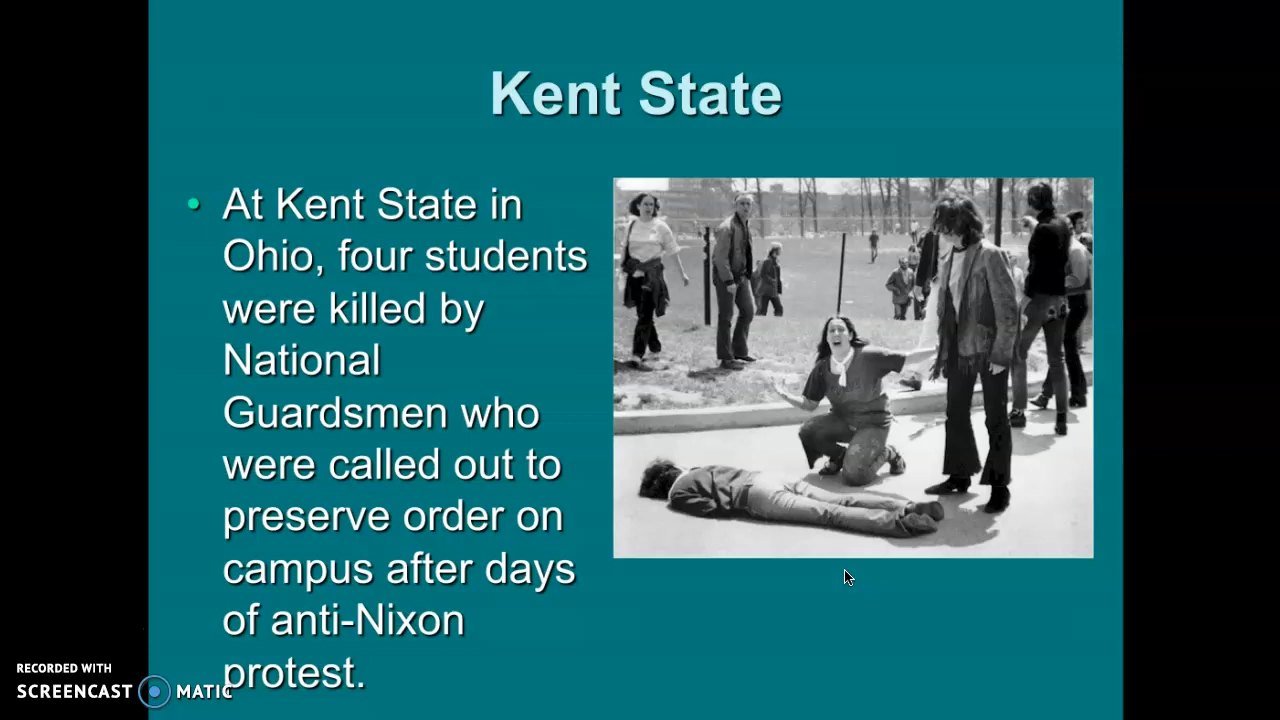 Kent State
• At Kent State in
Ohio, four students
were killed by
National
Guardsmen who
were called out to
preserve order on
campus after days
of anti-Nixon
protest.
RECORDED WITH
SCREENCAST MATIC